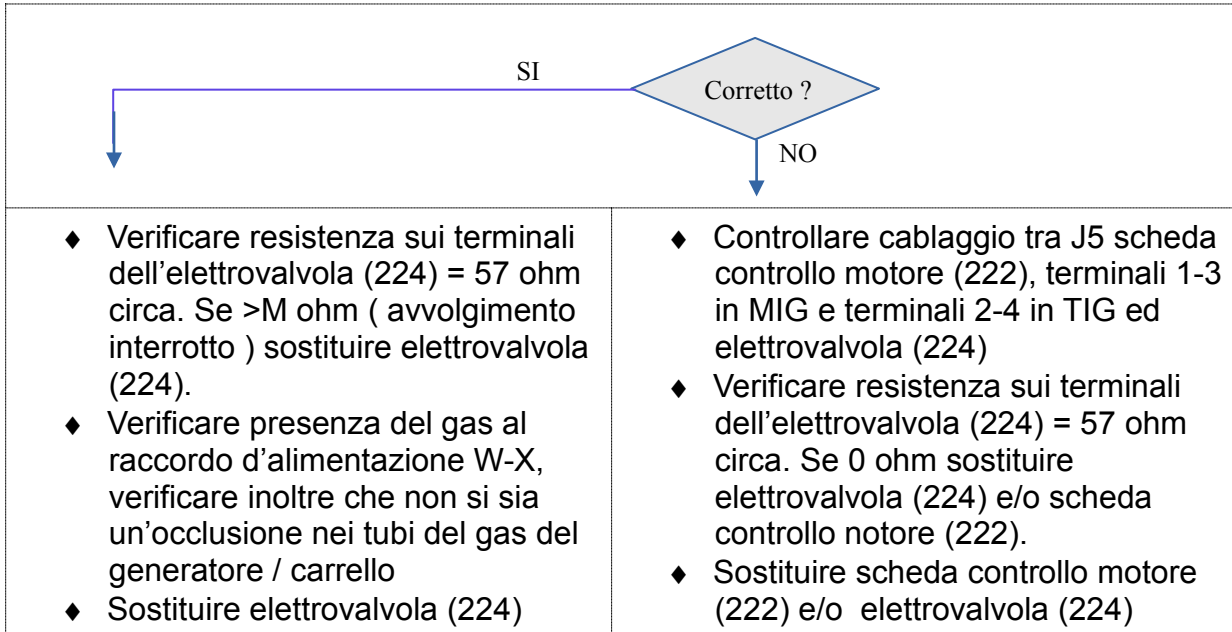 SI
Corretto ?
NO
♦ Verificare resistenza sui terminali
dell'elettrovalvola (224) = 57 ohm
circa. Se >M ohm ( avvolgimento
interrotto ) sostituire elettrovalvola
(224).
♦ Verificare presenza del gas al
raccordo d'alimentazione W-X,
verificare inoltre che non si sia
un'occlusione nei tubi del gas del
generatore / carrello
♦ Sostituire elettrovalvola (224)
♦ Controllare cablaggio tra J5 scheda
controllo motore (222), terminali 1-3
in MIG e terminali 2-4 in TIG ed
elettrovalvola (224)
♦ Verificare resistenza sui terminali
dell'elettrovalvola (224) = 57 ohm
circa. Se 0 ohm sostituire
elettrovalvola (224) e/o scheda
controllo notore (222).
♦ Sostituire scheda controllo motore
(222) e/o elettrovalvola (224)